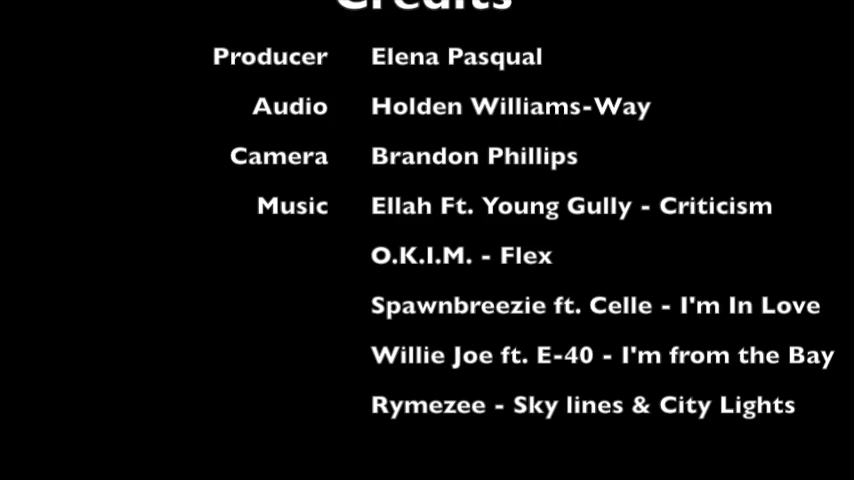 Credits
Producer Elena Pasqual
Audio Holden Williams-Way
Camera Brandon Phillips
Music Ellah Ft. Young Gully - Criticism
O.K.I.M. - Flex
Spawnbreezie ft. Celle - I'm In Love
Willie Joe ft. E-40 - I'm from the Bay
Rymezee - Sky lines & City Lights